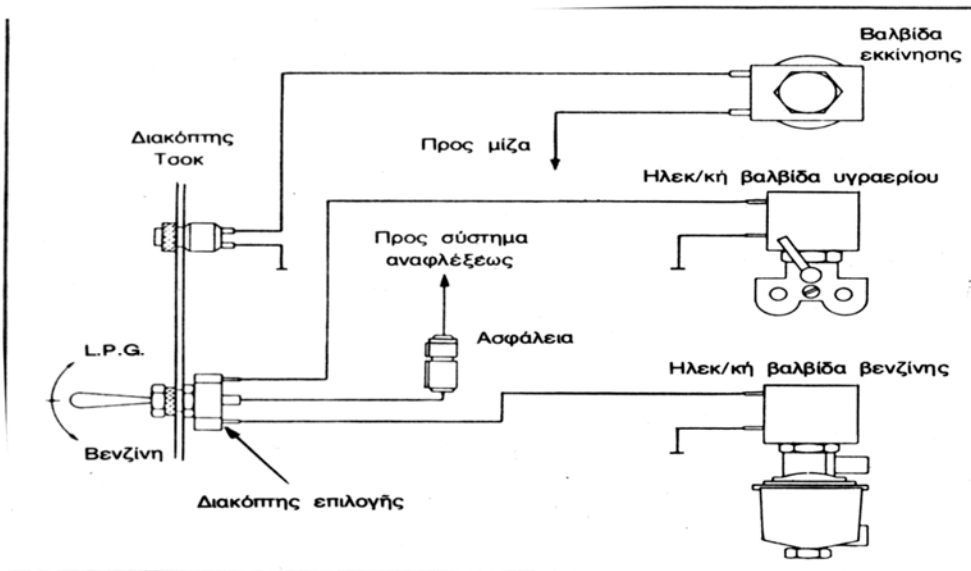 Βαλβίδα
εκκίνησης
Διακόπτης
Τσοκ
Προς μίζα
Ηλεκ/κή βαλβίδα υγραερίου
Προς σύστημα
αναφλέξεως
L.P.G.
Ασφάλεια
Ηλεκ/κή βαλβίδα βενζίνης
Βενζίνη
Διακόπτης επιλογῆς